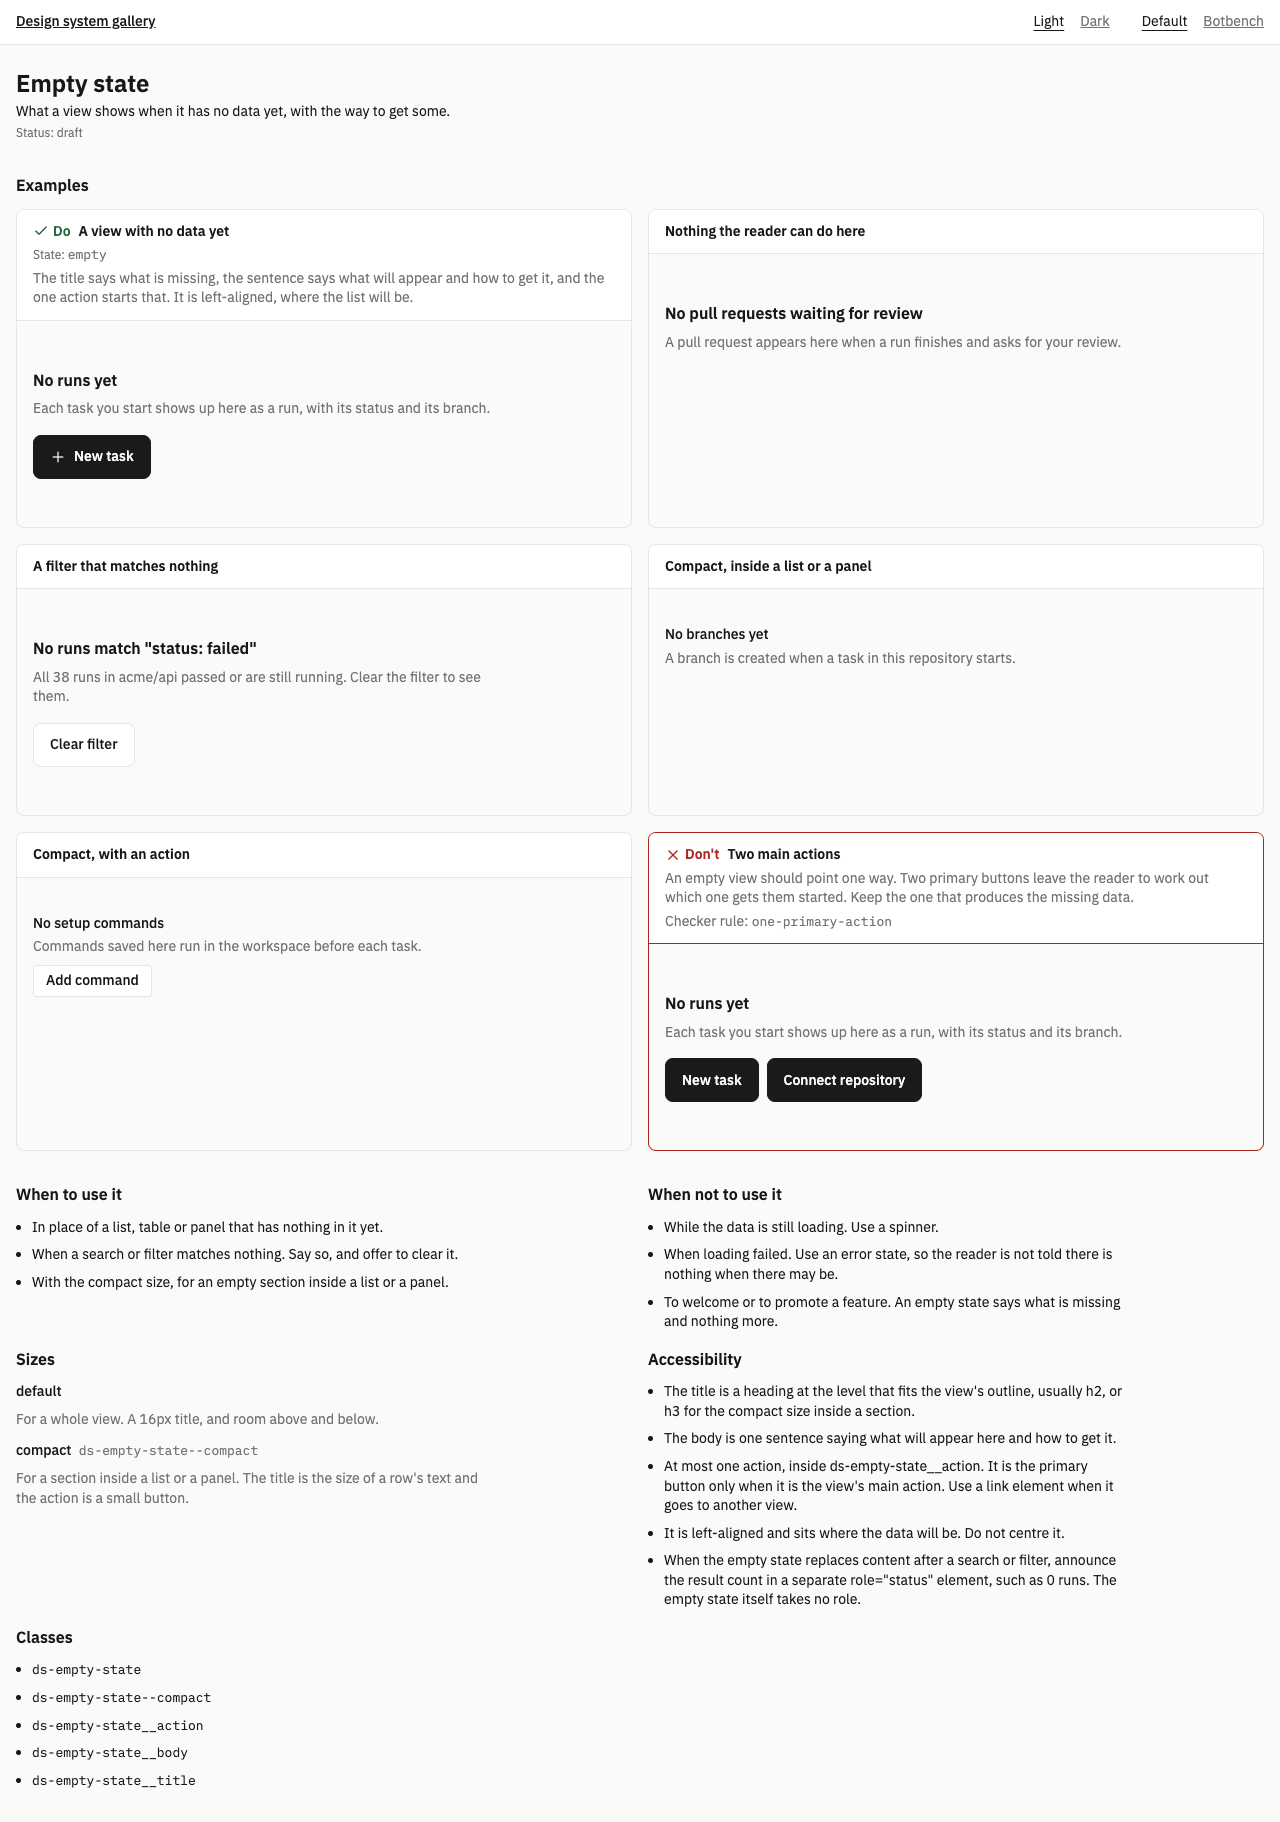 Design system gallery
Light Dark Default Botbench
Empty state
What a view shows when it has no data yet, with the way to get some.
Status: draft
Examples
Do A view with no data yet
State: empty
The title says what is missing, the sentence says what will appear and how to get it, and the
one action starts that. It is left-aligned, where the list will be.
No runs yet
Each task you start shows up here as a run, with its status and its branch.
New task
Nothing the reader can do here
No pull requests waiting for review
A pull request appears here when a run finishes and asks for your review.
A filter that matches nothing
No runs match "status: failed"
All 38 runs in acme/api passed or are still running. Clear the filter to see
them.
Clear filter
Compact, inside a list or a panel
No branches yet
A branch is created when a task in this repository starts.
Compact, with an action
No setup commands
Commands saved here run in the workspace before each task.
Add command
Don't Two main actions
An empty view should point one way. Two primary buttons leave the reader to work out
which one gets them started. Keep the one that produces the missing data.
Checker rule: one-primary-action
No runs yet
Each task you start shows up here as a run, with its status and its branch.
New task Connect repository
When to use it
In place of a list, table or panel that has nothing in it yet.
When a search or filter matches nothing. Say so, and offer to clear it.
With the compact size, for an empty section inside a list or a panel.
When not to use it
While the data is still loading. Use a spinner.
When loading failed. Use an error state, so the reader is not told there is
nothing when there may be.
To welcome or to promote a feature. An empty state says what is missing
and nothing more.
Sizes
default
For a whole view. A 16px title, and room above and below.
compact ds-empty-state--compact
For a section inside a list or a panel. The title is the size of a row's text and
the action is a small button.
Accessibility
The title is a heading at the level that fits the view's outline, usually h2, or
h3 for the compact size inside a section.
The body is one sentence saying what will appear here and how to get it.
At most one action, inside ds-empty-state__action. It is the primary
button only when it is the view's main action. Use a link element when it
goes to another view.
It is left-aligned and sits where the data will be. Do not centre it.
When the empty state replaces content after a search or filter, announce
the result count in a separate role="status" element, such as 0 runs. The
empty state itself takes no role.
Classes
ds-empty-state
ds-empty-state--compact
ds-empty-state__action
ds-empty-state__body
ds-empty-state__title